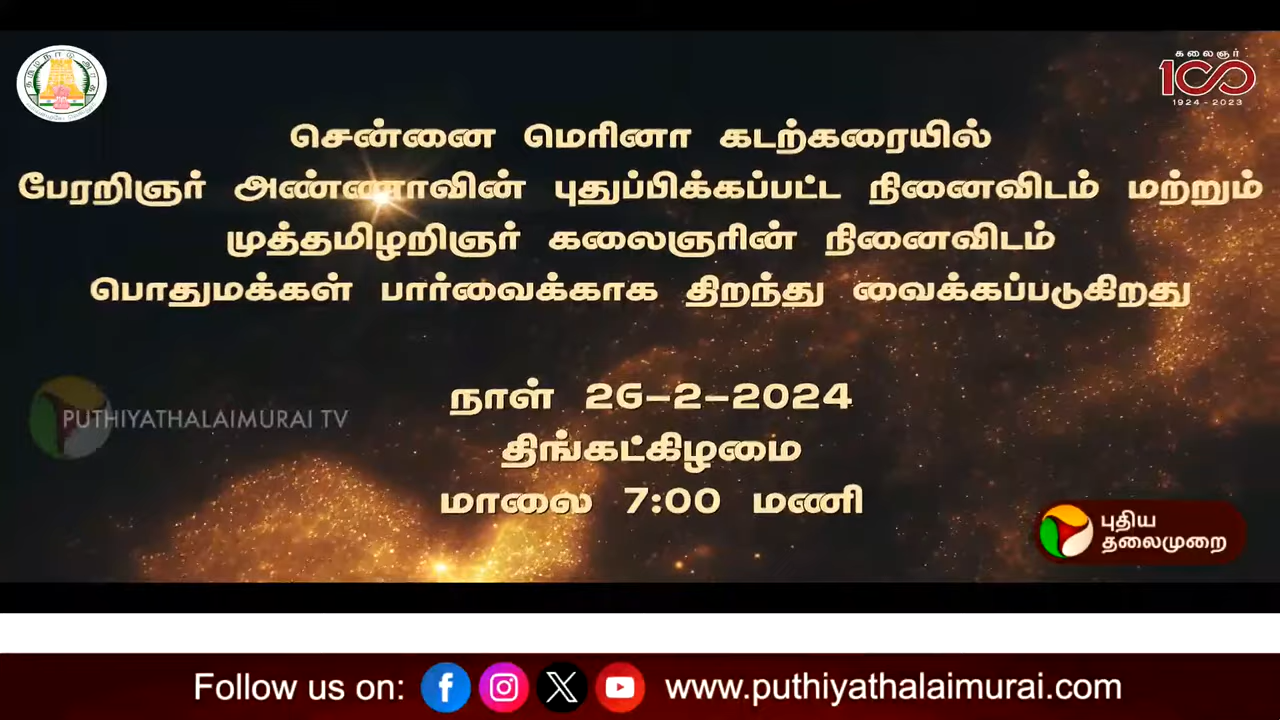 கலைஞர்
100
1924 - 2023
சென்னை மெரினா கடற்கரையில்
பேரறிஞர் அண்ணாவின் புதுப்பிக்கப்பட்ட நினைவிடம் மற்றும்
முத்தமிழறிஞர் கலைஞரின் நினைவிடம்
பொதுமக்கள் பார்வைக்காக திறந்து வைக்கப்படுகிறது
PUTHIYATHALAIMURAI TV
நாள் 26-2-2024
திங்கட்கிழமை
மாலை 7:00 மணி
புதிய
தலைமுறை
Follow us on: www.puthiyathalaimurai.com